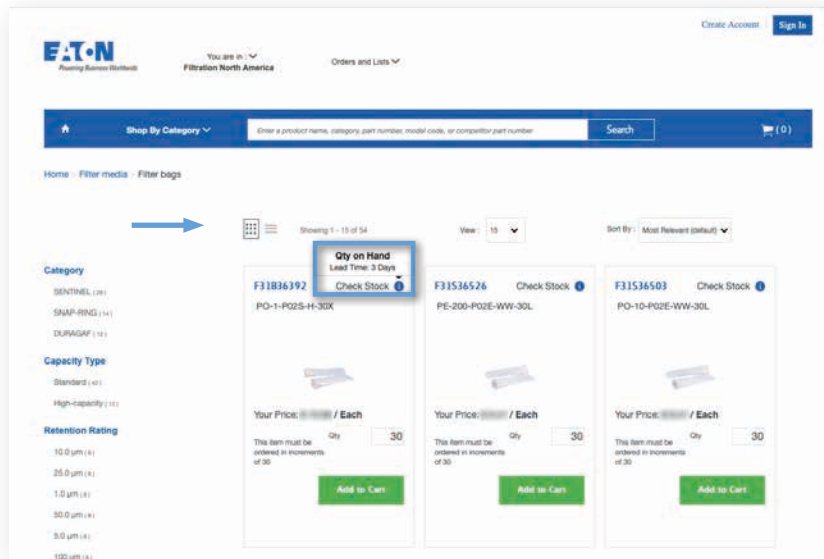 Create Account
Sign In
EATON
Powering Business Worldwide
You are in :
Filtration North America
Orders and Lists
Shop By Category
Enter a product name, category, part number, model code, or competitor part number
Search
(0)
Home
Filter media
Filter bags
Showing 1 - 15 of 54
View :
15
Sort By :
Most Relevant (default)
Qty on Hand
Lead Time: 3 Days
Category
SENTINEL
SNAP-RING
DURAGAF
Capacity Type
Standard
High-capacity
Retention Rating
10.0 µm
25.0 µm
1.0 µm
50.0 µm
5.0 µm
100 µm
F31B36392
Check Stock
PO-1-P02S-H-30X
Your Price:
/ Each
This item must be
ordered in increments
of 30
Qty
30
Add to Cart
F31536526
Check Stock
PE-200-P02E-WW-30L
Your Price:
/ Each
This item must be
ordered in increments
of 30
Qty
30
Add to Cart
F31536503
Check Stock
PO-10-P02E-WW-30L
Your Price:
/ Each
This item must be
ordered in increments
of 30
Qty
30
Add to Cart